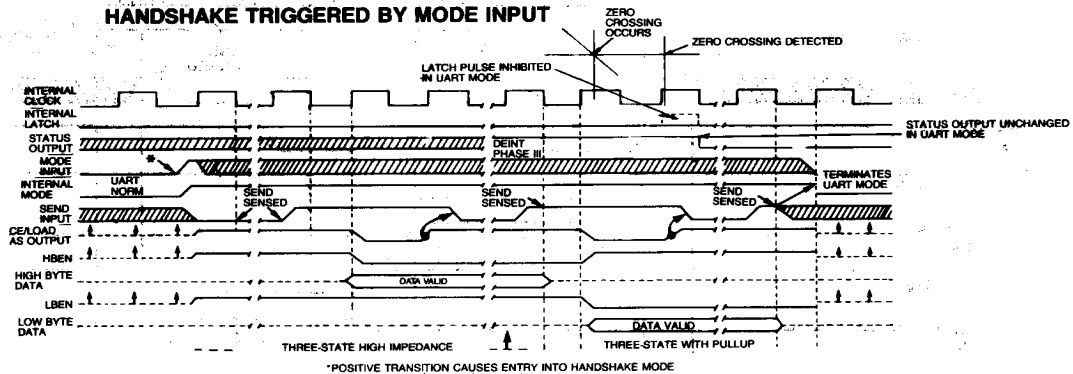 HANDSHAKE TRIGGERED BY MODE INPUT
ZERO
CROSSING
OCCURS
ZERO CROSSING DETECTED
LATCH PULSE INHIBITED
IN UART MODE
INTERNAL
CLOCK
INTERNAL
LATCH
STATUS
OUTPUT
DEINT
PHASE III
STATUS OUTPUT UNCHANGED
IN UART MODE
MODE
INPUT
*
INTERNAL
MODE
UART
NORM
SEND
SENSED
SEND
SENSED
SEND
SENSED
TERMINATES
UART MODE
SEND
INPUT
CE/LOAD
AS OUTPUT
HBEN
HIGH BYTE
DATA
DATA VALID
LBEN
LOW BYTE
DATA
DATA VALID
THREE-STATE HIGH IMPEDANCE
THREE-STATE WITH PULLUP
*POSITIVE TRANSITION CAUSES ENTRY INTO HANDSHAKE MODE